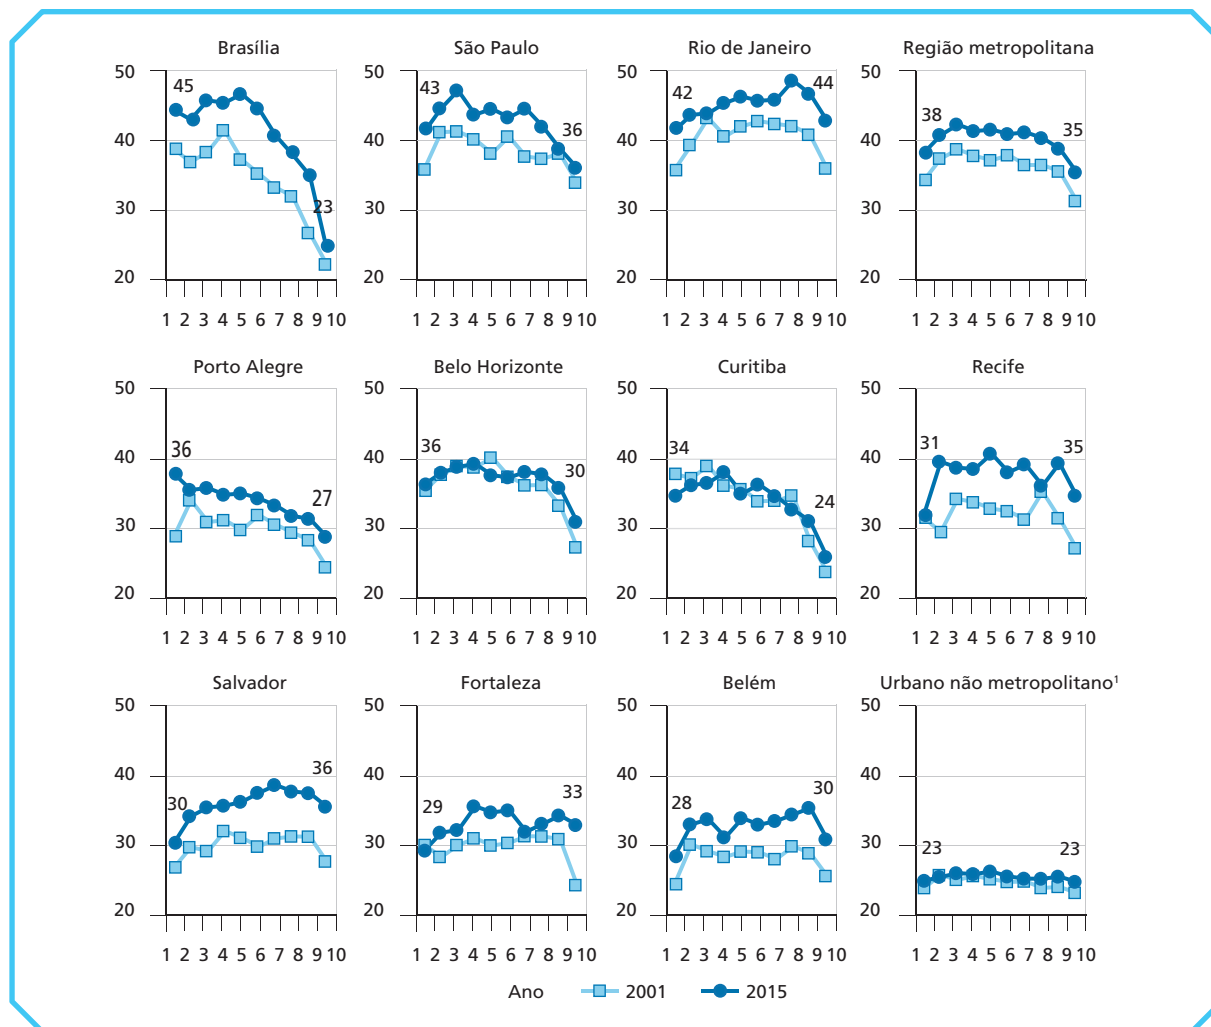 Brasília São Paulo Rio de Janeiro Região metropolitana
50 50 50 50
45 43 42 44 38 35
40 40 36 40 40
30 23 30 30 30
20 20 20 20
1 2 3 4 5 6 7 8 9 10 1 2 3 4 5 6 7 8 9 10 1 2 3 4 5 6 7 8 9 10 1 2 3 4 5 6 7 8 9 10
Porto Alegre Belo Horizonte Curitiba Recife
50 50 50 50
36 36 34 31 35
40 40 30 40 40
27 24
30 30 30 30
20 20 20 20
1 2 3 4 5 6 7 8 9 10 1 2 3 4 5 6 7 8 9 10 1 2 3 4 5 6 7 8 9 10 1 2 3 4 5 6 7 8 9 10
Salvador Fortaleza Belém Urbano não metropolitano¹
50 50 50 50
40 36 40 40 40
30 29 33 28 30
30 30 30 30 23 23
20 20 20 20
1 2 3 4 5 6 7 8 9 10 1 2 3 4 5 6 7 8 9 10 1 2 3 4 5 6 7 8 9 10 1 2 3 4 5 6 7 8 9 10
Ano 2001 2015